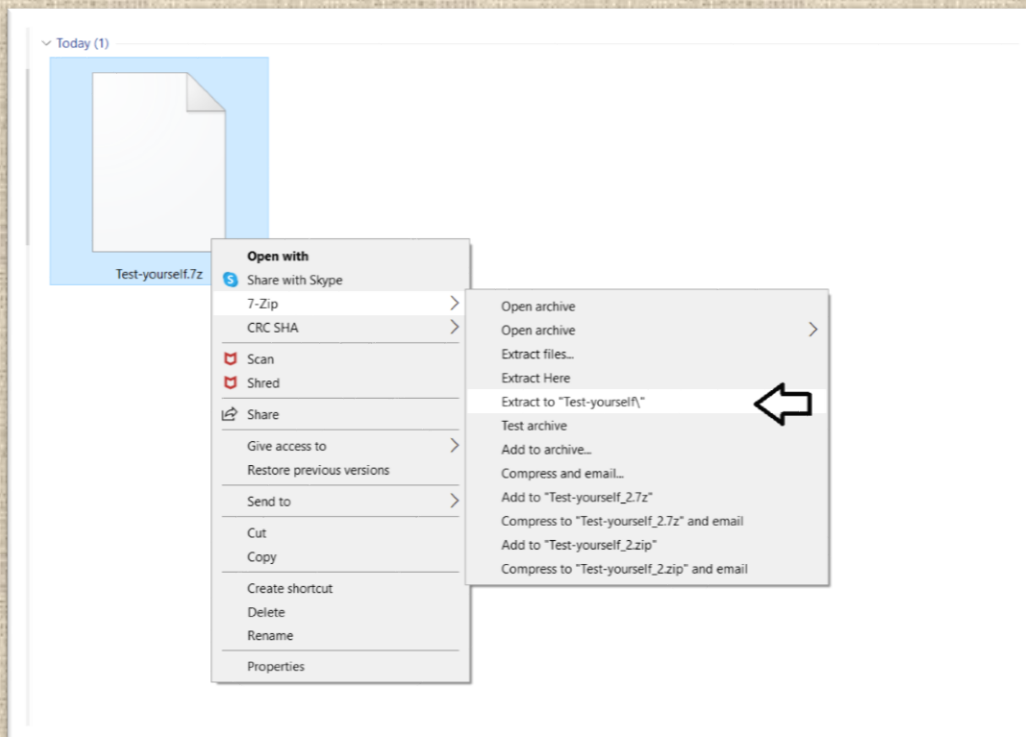 Today (1)
Test-yourself.7z
Open with
Share with Skype
7-Zip
CRC SHA
Scan
Shred
Share
Give access to
Restore previous versions
Send to
Cut
Copy
Create shortcut
Delete
Rename
Properties
Open archive
Open archive
Extract files...
Extract Here
Extract to "Test-yourself\"
Test archive
Add to archive...
Compress and email...
Add to "Test-yourself_2.7z"
Compress to "Test-yourself_2.7z" and email
Add to "Test-yourself_2.zip"
Compress to "Test-yourself_2.zip" and email